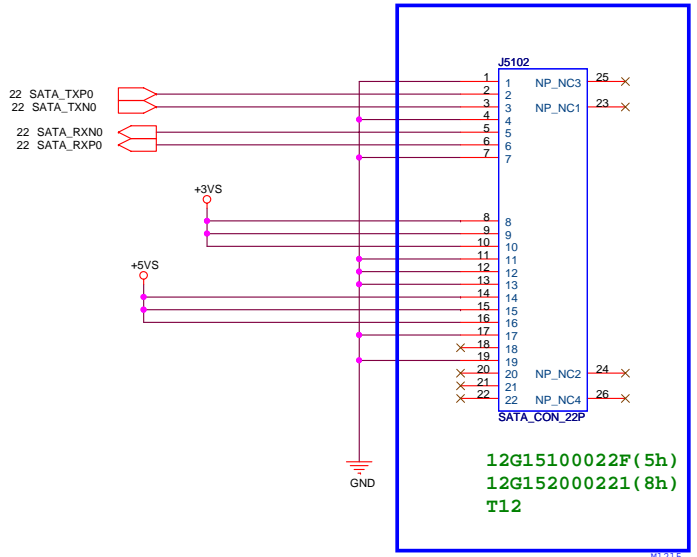 J5102
22 SATA_TXP0
22 SATA_TXN0
22 SATA_RXN0
22 SATA_RXP0
1 1 NP_NC3 25
2 2
3 3 NP_NC1 23
4 4
5 5
6 6
7 7
+3VS
8 8
9 9
10 10
11 11
+5VS
12 12
13 13
14 14
15 15
16 16
17 17
18 18
19 19
20 20 NP_NC2 24
21 21
22 22 NP_NC4 26
SATA_CON_22P
GND
12G15100022F(5h)
12G152000221(8h)
T12